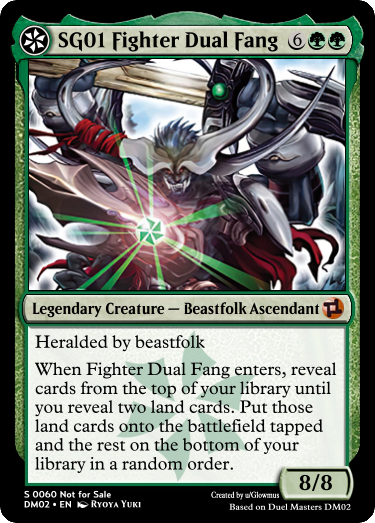 SG01 Fighter Dual Fang 6
Legendary Creature — Beastfolk Ascendant
Heralded by beastfolk
When Fighter Dual Fang enters, reveal
cards from the top of your library until
you reveal two land cards. Put those
land cards onto the battlefield tapped
and the rest on the bottom of your
library in a random order.
8/8
S 0060 Not for Sale
DM02 • EN Ryoya Yuki
Created by u/Glowmus
Based on Duel Masters DM02